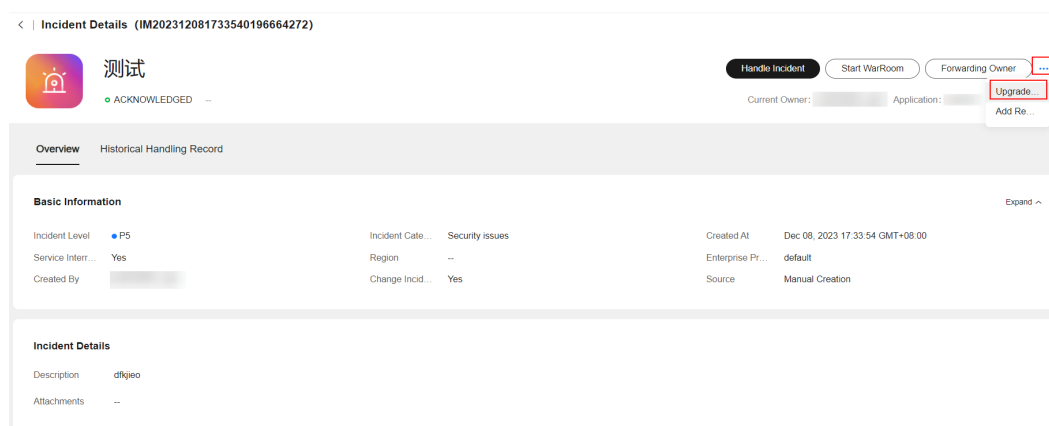 < | Incident Details (IM202312081733540196664272)
测试
Handle Incident Start WarRoom Forwarding Owner ...
ACKNOWLEDGED --
Current Owner: Application:
Upgrade...
Add Re...
Overview Historical Handling Record
Basic Information Expand
Incident Level P5 Incident Cate... Security issues Created At Dec 08, 2023 17:33:54 GMT+08:00
Service Interr... Yes Region -- Enterprise Pr... default
Created By Change Incid... Yes Source Manual Creation
Incident Details
Description dfkjieo
Attachments --